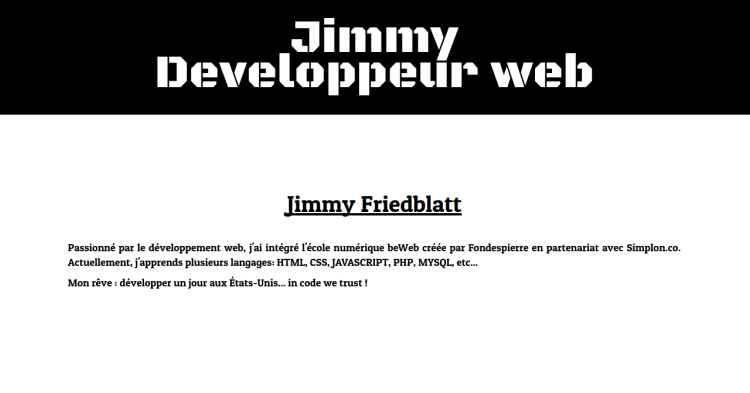 Jimmy
Developpeur web
Jimmy Friedblatt
Passionné par le développement web, j'ai intégré l'école numérique beWeb créée par Fondespierre en partenariat avec Simplon.co.
Actuellement, j'apprends plusieurs langages: HTML, CSS, JAVASCRIPT, PHP, MYSQL, etc...
Mon rêve : développer un jour aux États-Unis... in code we trust !